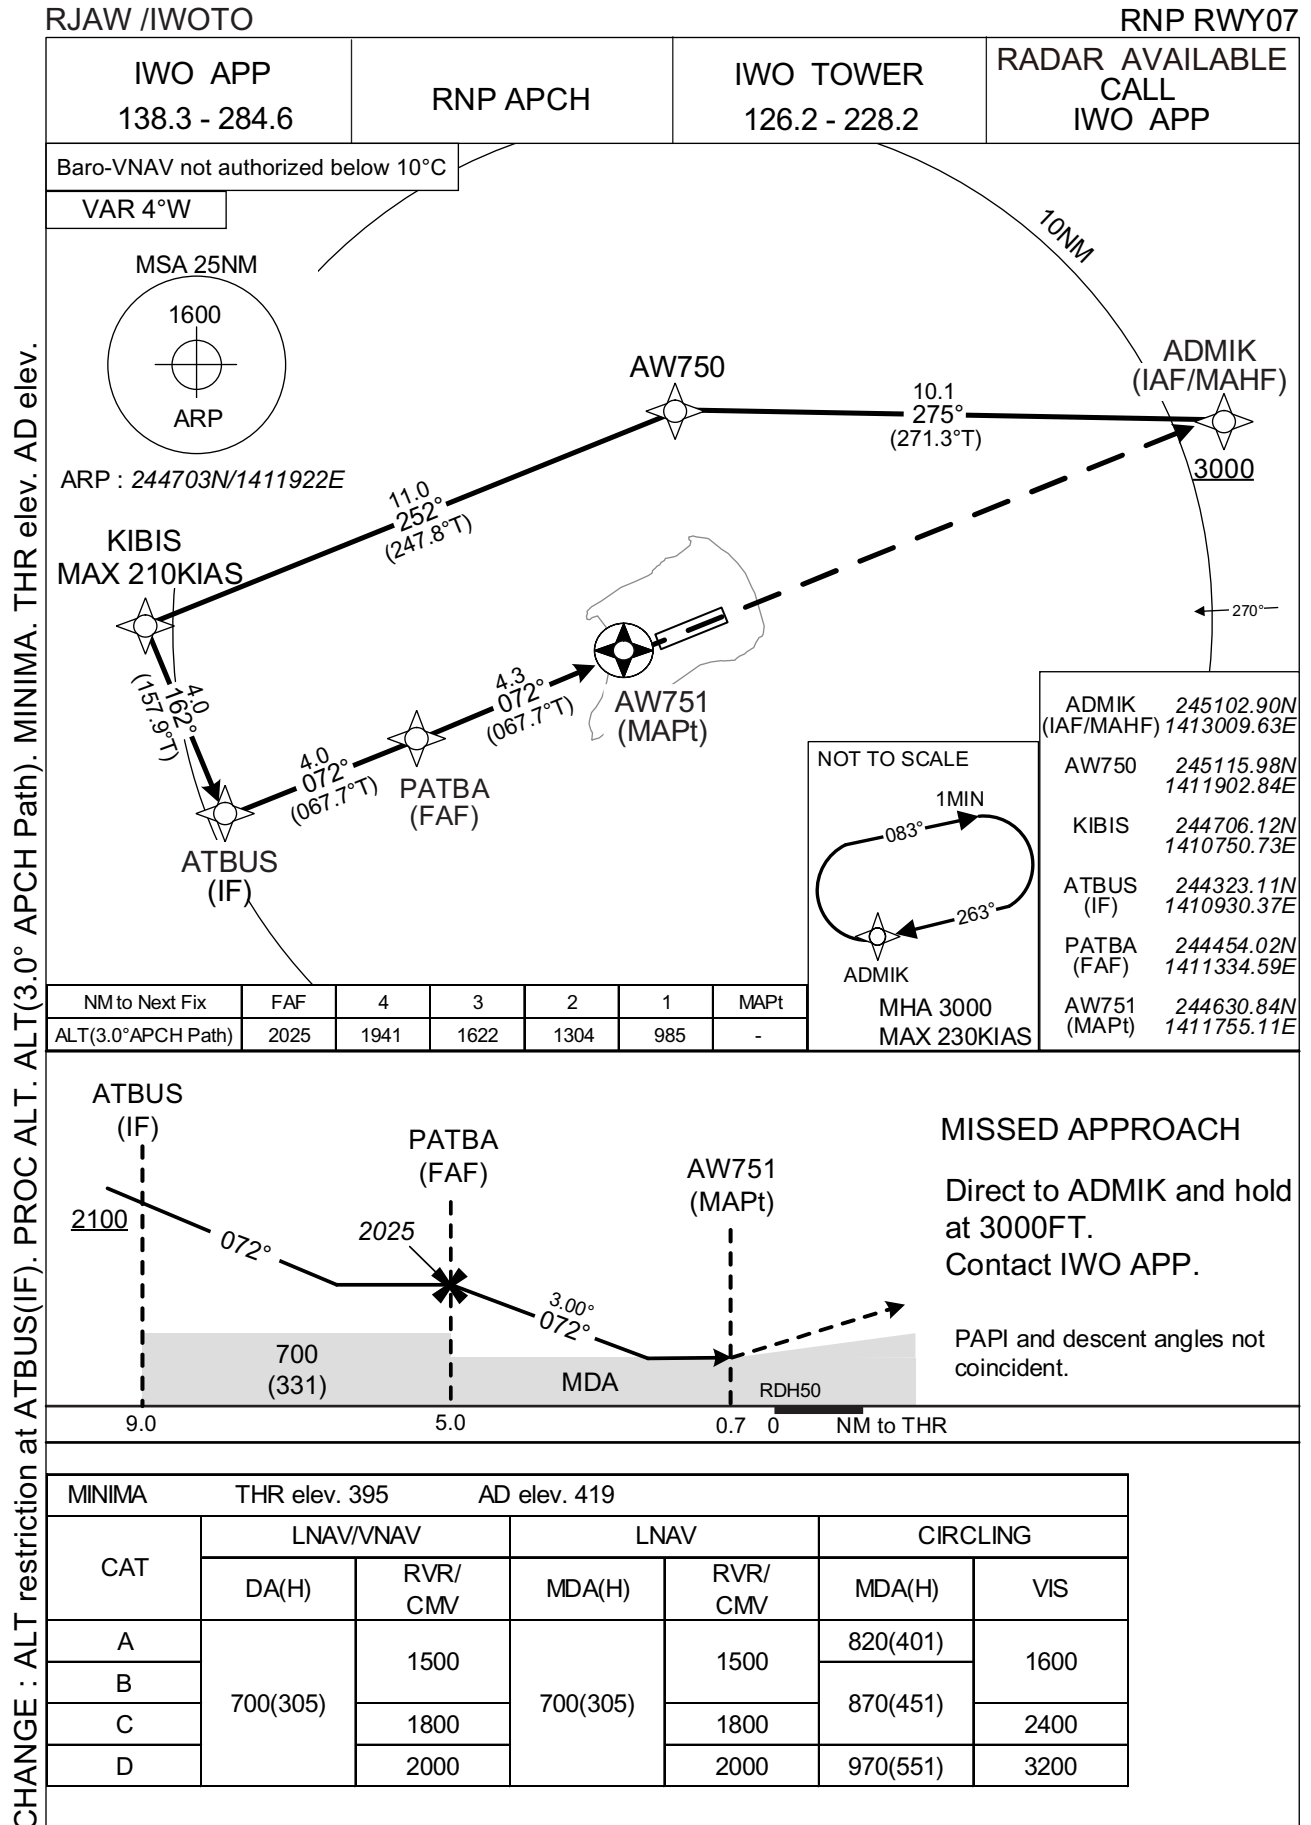 RJAW /IWOTO
RNP RWY07
IWO APP
138.3 - 284.6
RNP APCH
IWO TOWER
126.2 - 228.2
RADAR AVAILABLE
CALL
IWO APP
Baro-VNAV not authorized below 10°C
VAR 4°W
MSA 25NM
1600
ARP
ARP : 244703N/1411922E
10NM
AW750
ADMIK
(IAF/MAHF)
3000
10.1
275°
(271.3°T)
11.0
252°
(247.8°T)
KIBIS
MAX 210KIAS
270°
4.0
162°
(157.9°T)
4.3
072°
(067.7°T)
AW751
(MAPt)
4.0
072°
(067.7°T)
PATBA
(FAF)
ATBUS
(IF)
NOT TO SCALE
1MIN
083°
263°
ADMIK
MHA 3000
MAX 230KIAS
ADMIK 245102.90N
(IAF/MAHF) 1413009.63E
AW750 245115.98N
1411902.84E
KIBIS 244706.12N
1410750.73E
ATBUS 244323.11N
(IF) 1410930.37E
PATBA 244454.02N
(FAF) 1411334.59E
AW751 244630.84N
(MAPt) 1411755.11E
NM to Next Fix FAF 4 3 2 1 MAPt
ALT(3.0°APCH Path) 2025 1941 1622 1304 985 -
ATBUS
(IF)
PATBA
(FAF)
AW751
(MAPt)
2100
072°
2025
3.00°
072°
700
(331)
MDA
RDH50
9.0 5.0 0.7 0 NM to THR
MISSED APPROACH
Direct to ADMIK and hold
at 3000FT.
Contact IWO APP.
PAPI and descent angles not
coincident.
MINIMA THR elev. 395 AD elev. 419
CAT LNAV/VNAV LNAV CIRCLING
DA(H) RVR/
CMV MDA(H) RVR/
CMV MDA(H) VIS
A 700(305) 1500 700(305) 1500 820(401) 1600
B 870(451)
C 1800 1800 2400
D 2000 2000 970(551) 3200
CHANGE : ALT restriction at ATBUS(IF). PROC ALT. ALT(3.0° APCH Path). MINIMA. THR elev. AD elev.